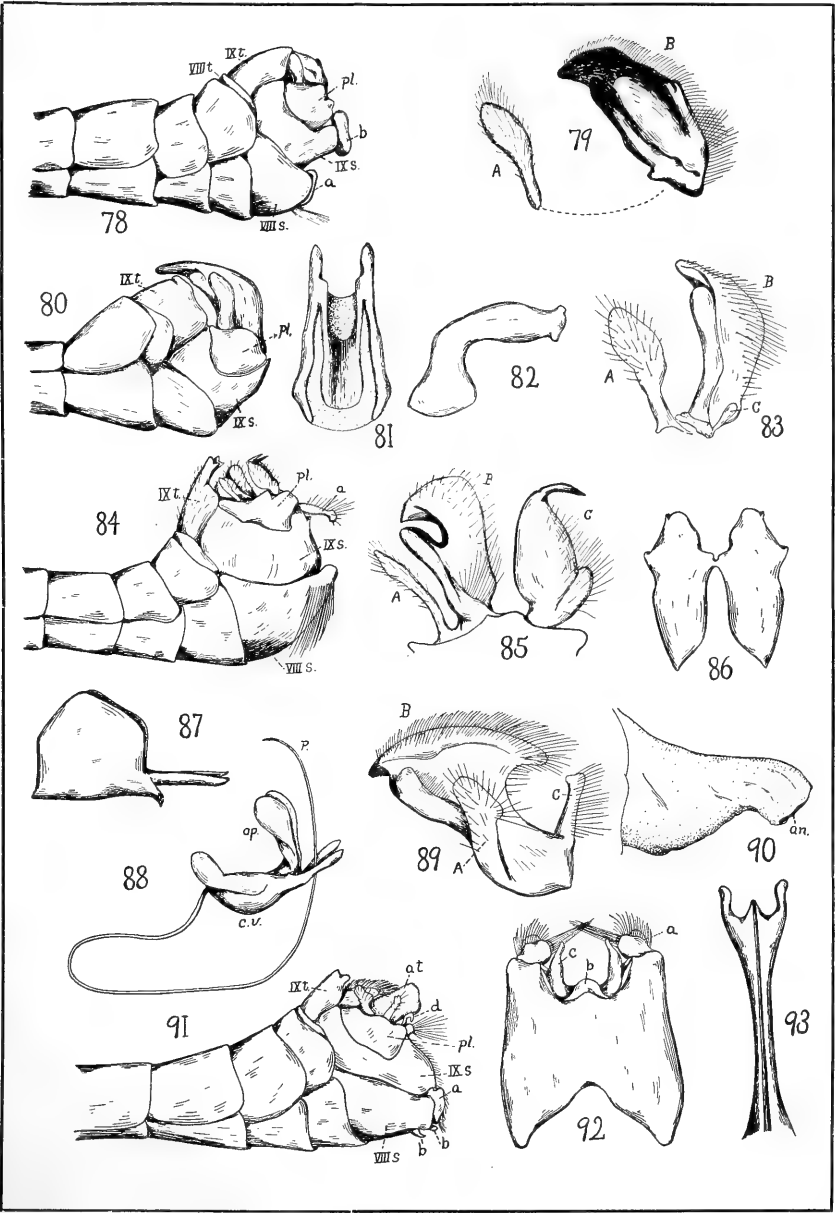 IX t.
VIII t.
pl.
b
IX s.
a
VIII s.
78
B
79
A
80
IX t.
pl.
IX s.
81
82
B
A
C
83
84
IX t.
pl.
a
IX s.
VIII s.
B
C
A
85
86
87
P.
ap.
88
c.v.
B
C
89
A
90
an.
91
IX t.
at
d
pl.
IX s
a
b
b
VIII s
a
c
b
92
93